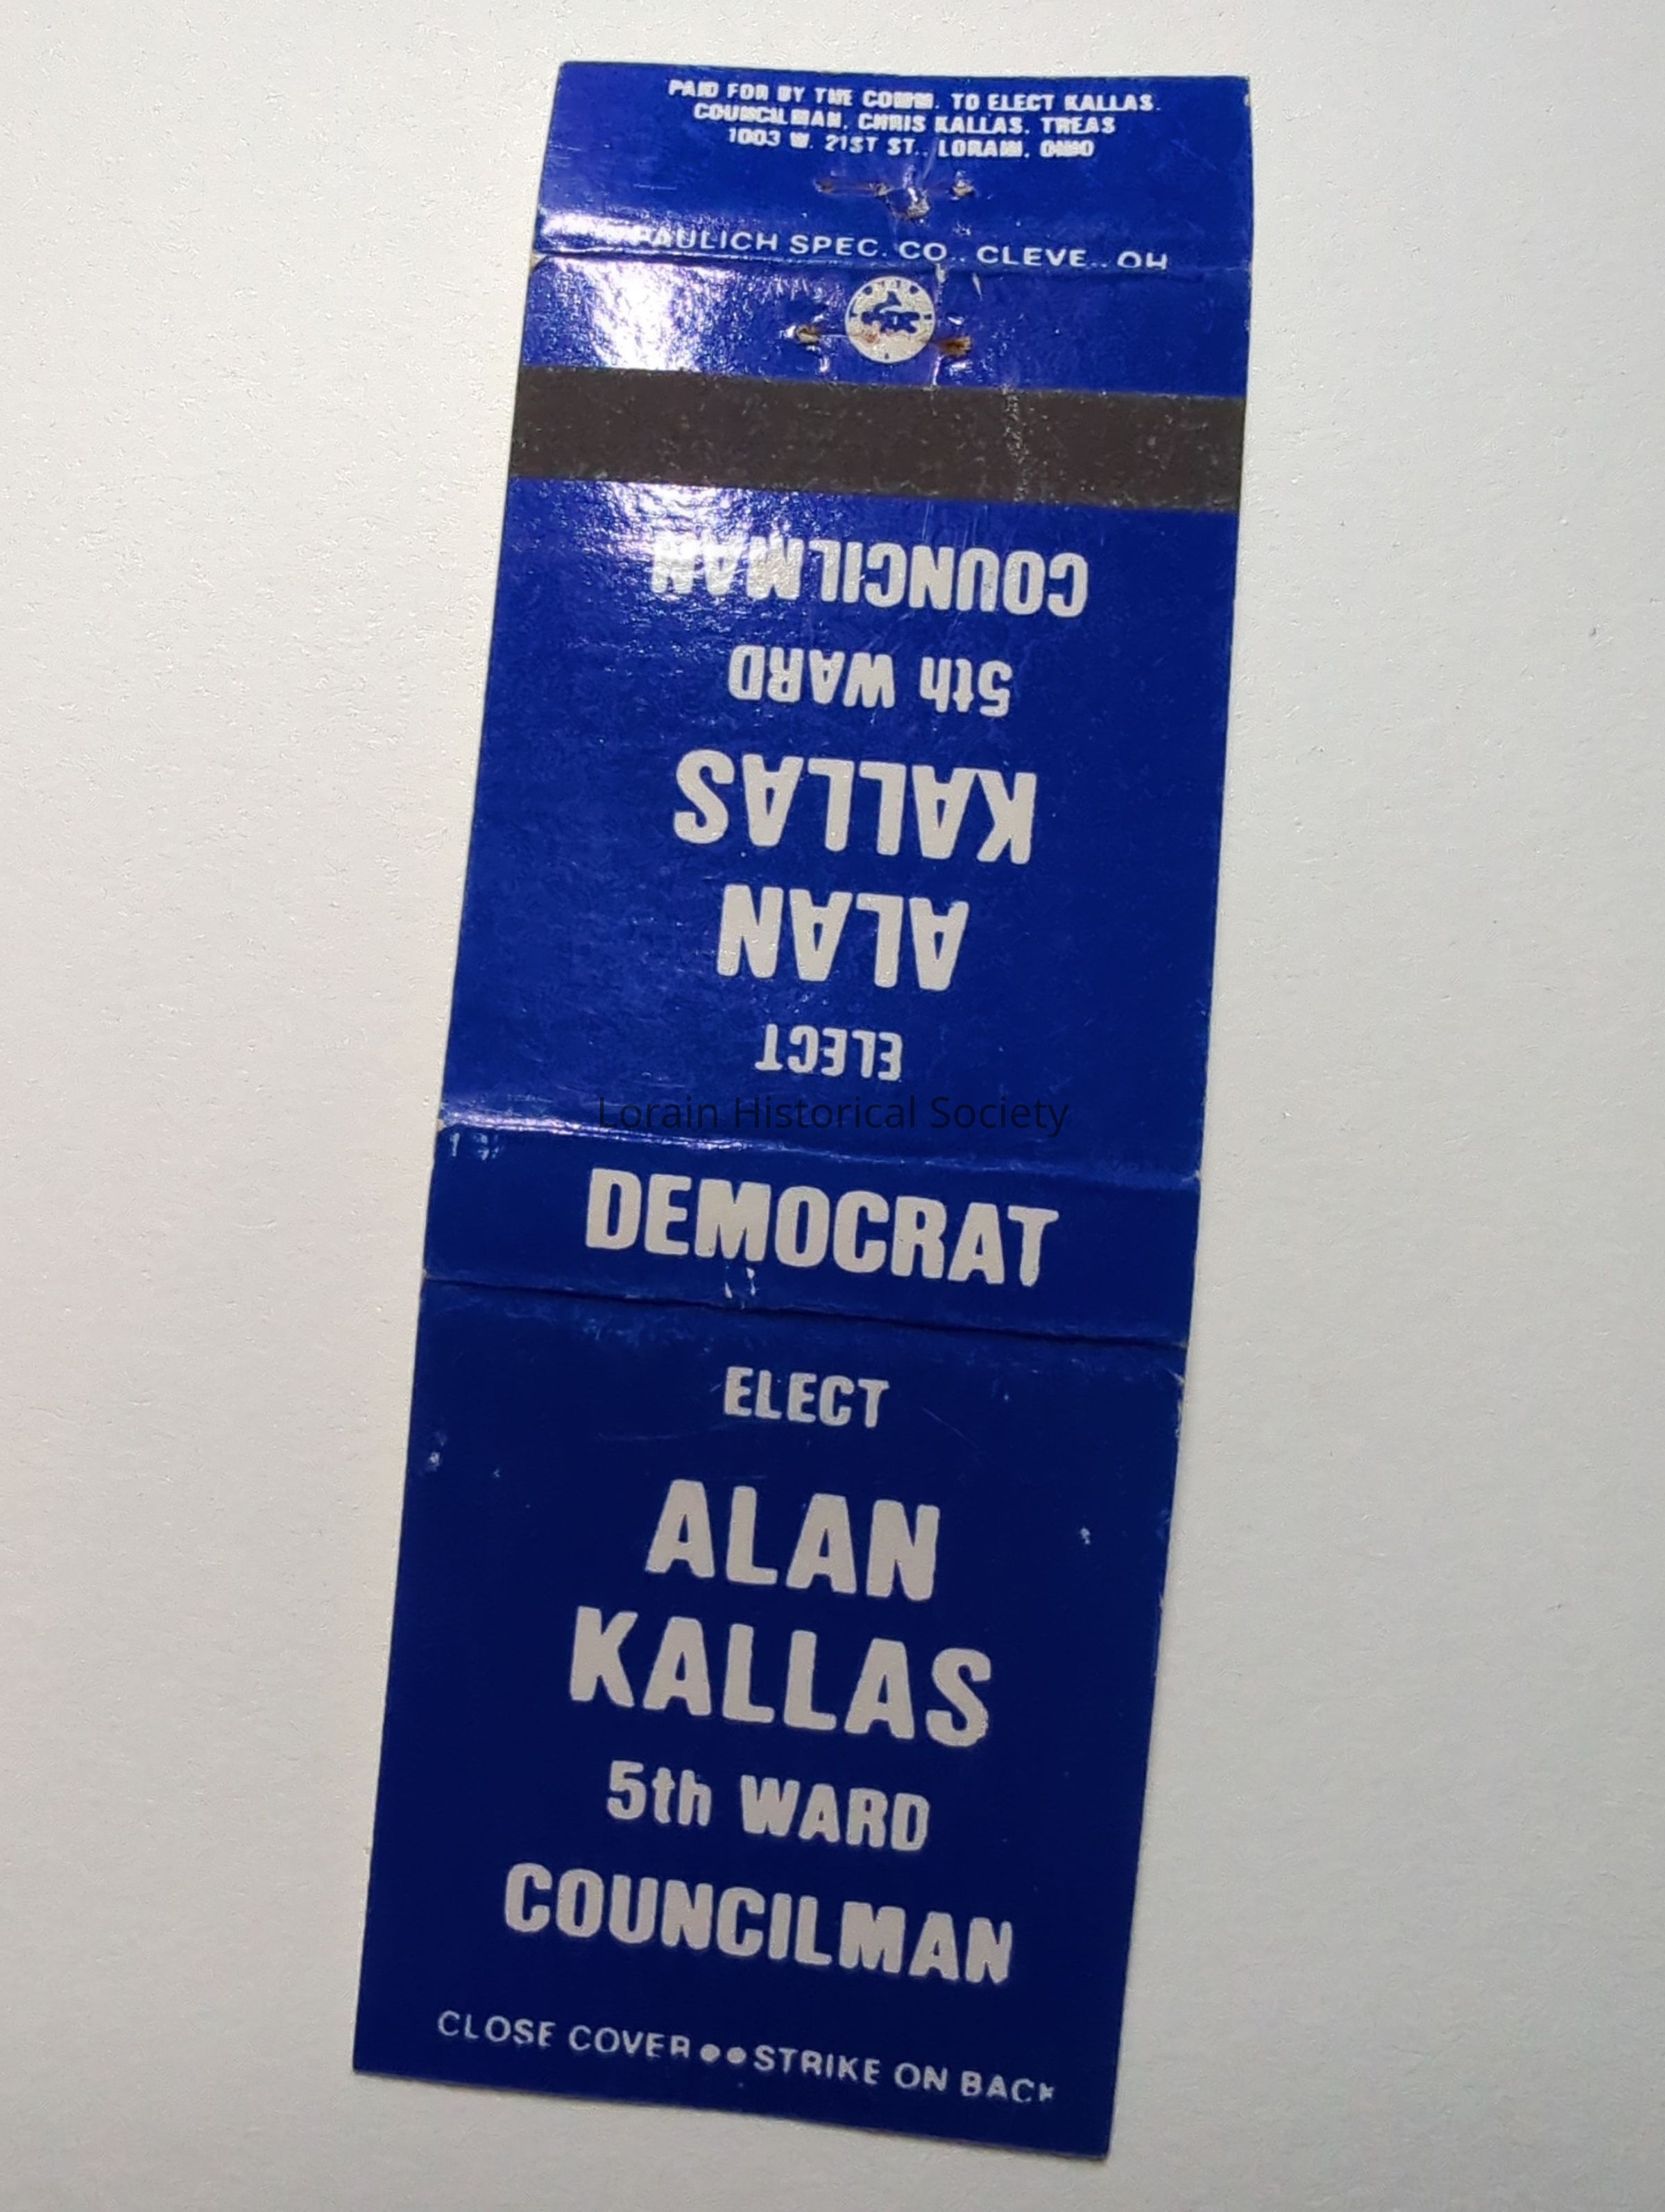 PAID FOR BY THE COMM. TO ELECT KALLAS.
COUNCILMAN, CHRIS KALLAS, TREAS
1003 W. 21ST ST., LORAIN, OHIO
PAULICH SPEC. CO., CLEVE., OH
ELECT
ALAN
KALLAS
5th WARD
COUNCILMAN
Lorain Historical Society
DEMOCRAT
ELECT
ALAN
KALLAS
5th WARD
COUNCILMAN
CLOSE COVER••STRIKE ON BACK